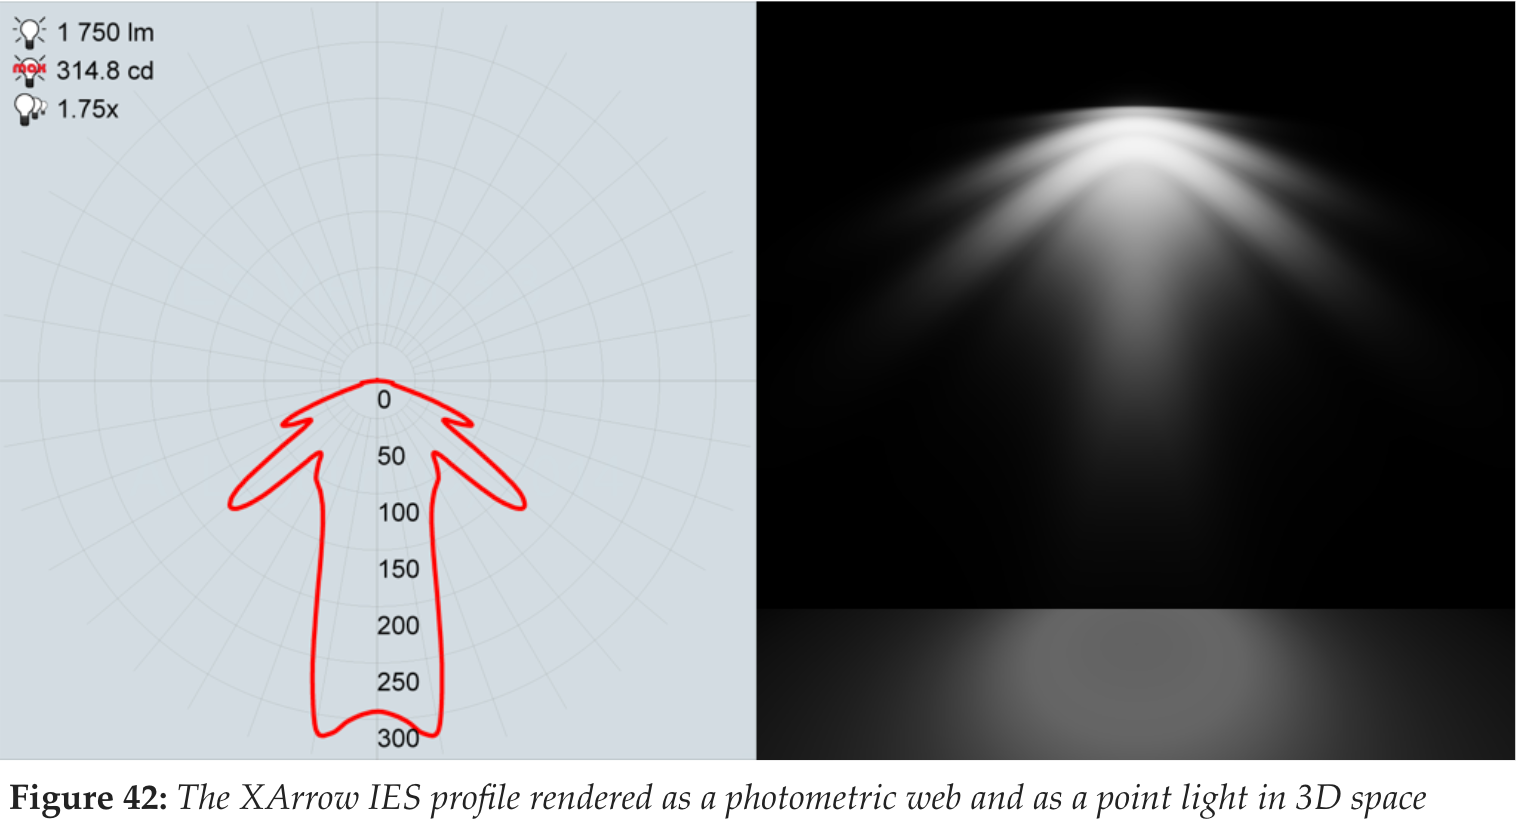 1 750 lm
max
314.8 cd
1.75x
0
50
100
150
200
250
300
Figure 42: The XArrow IES profile rendered as a photometric web and as a point light in 3D space